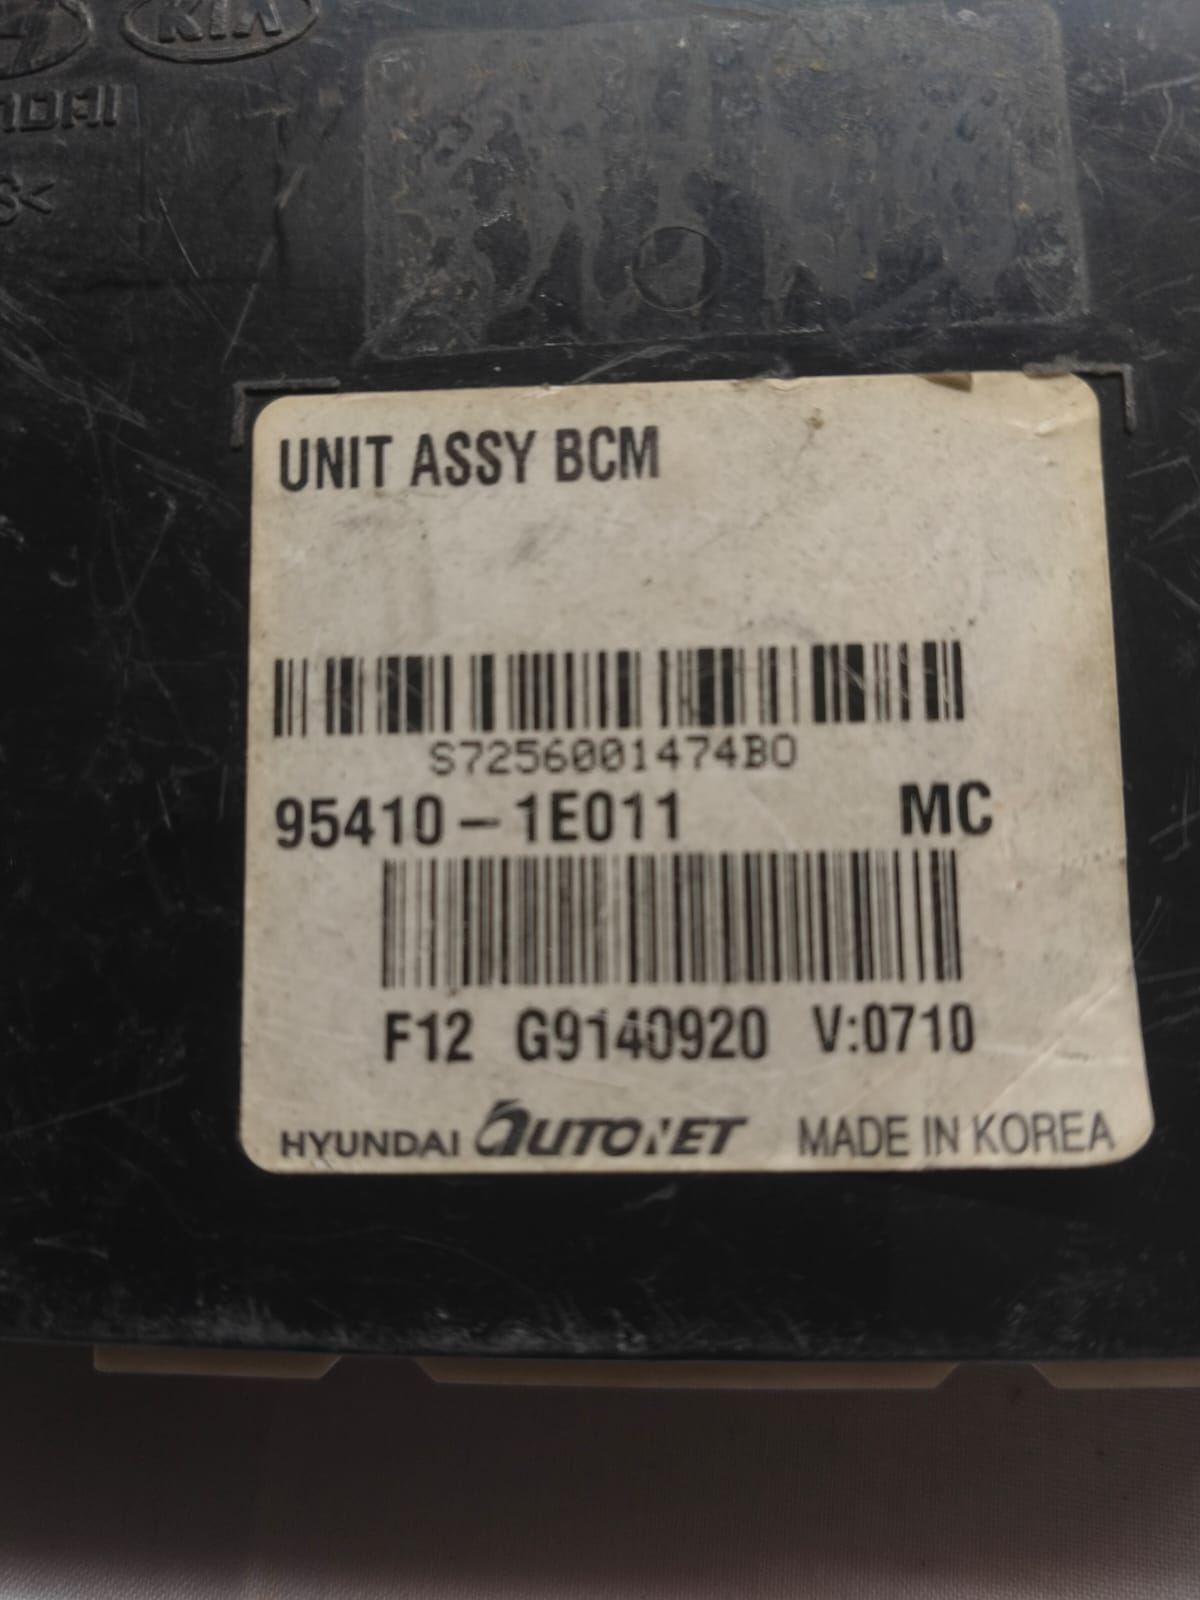 KIA
UNIT ASSY BCM
S7256001474B0
95410-1E011 MC
F12 G9140920 V:0710
HYUNDAI AUTONET MADE IN KOREA